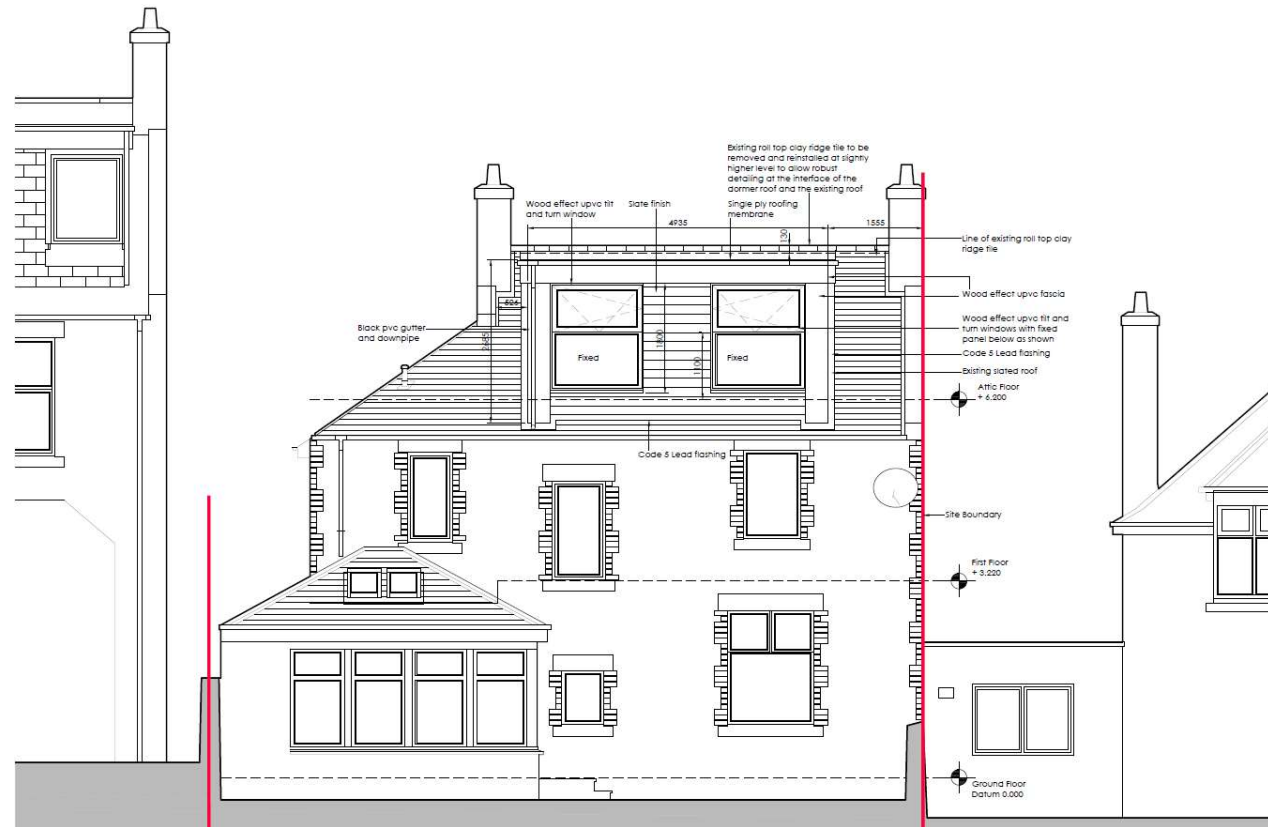 Existing roll top clay ridge tile to be
removed and reinstalled at slightly
higher level to allow robust
detailing at the interface of the
dormer roof and the existing roof
Wood effect upvc tilt
and turn window
Slate finish
Single ply roofing
membrane
4935
1555
130
Line of existing roll top clay
ridge tile
Wood effect upvc fascia
526
2685
Black pvc gutter
and downpipe
1800
1100
Fixed
Fixed
Wood effect upvc tilt and
turn windows with fixed
panel below as shown
Code 5 Lead flashing
Existing slated roof
Attic Floor
+ 6.200
Code 5 Lead flashing
Site Boundary
First Floor
+ 3.220
Ground Floor
Datum 0.000